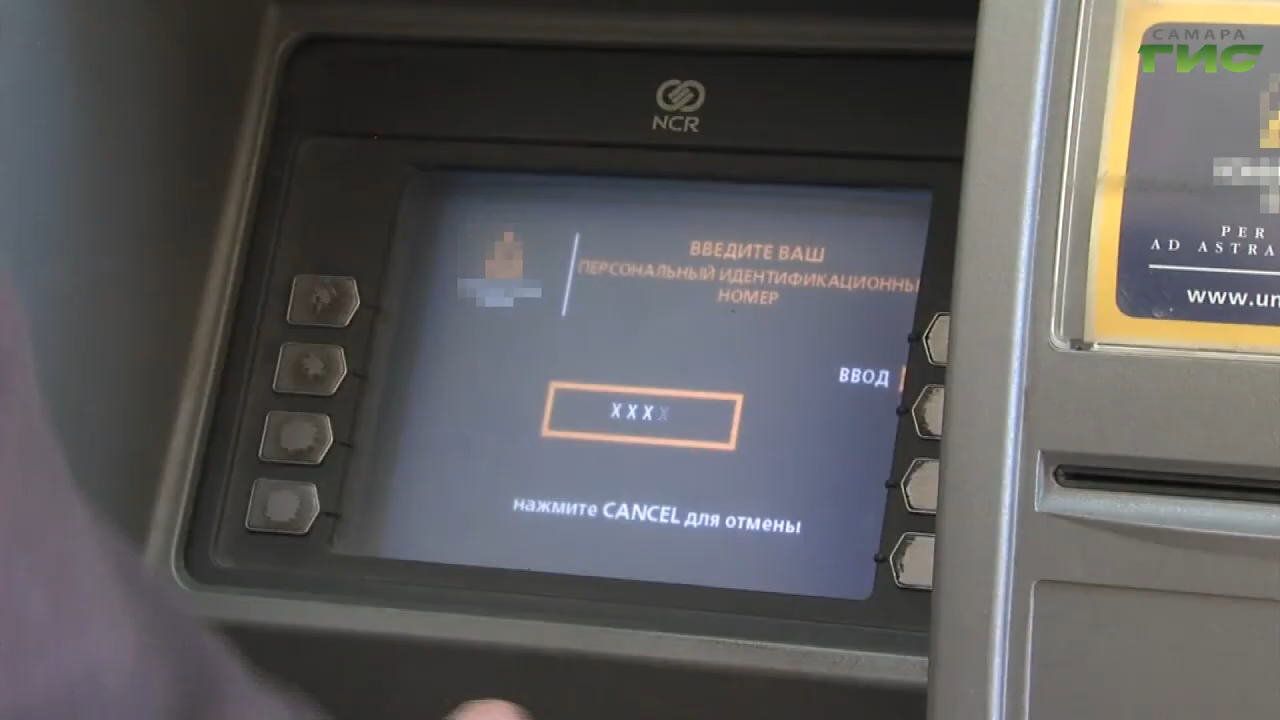 САМАРА
ГИС
NCR
ВВЕДИТЕ ВАШ
ПЕРСОНАЛЬНЫЙ ИДЕНТИФИКАЦИОННЫ
НОМЕР
ВВОД
XXXX
нажмите CANCEL для отмены
PER
AD ASTRA
www.un